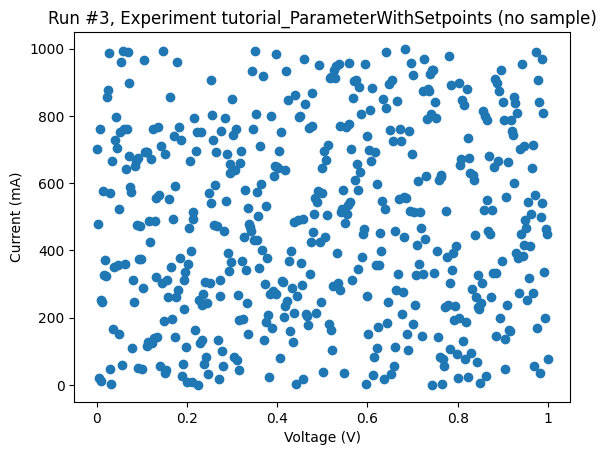 Run #3, Experiment tutorial_ParameterWithSetpoints (no sample)
1000
800
600
400
200
0
Current (mA)
0 0.2 0.4 0.6 0.8 1
Voltage (V)